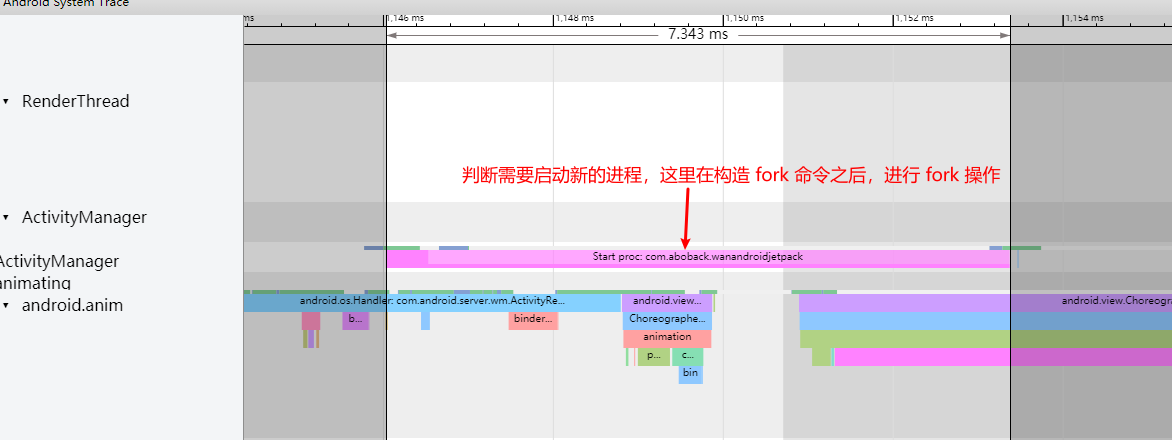 Android System Trace
ms
1,146 ms
1,148 ms
1,150 ms
1,152 ms
1,154 ms
7.343 ms
▾ RenderThread
判断需要启动新的进程，这里在构造 fork 命令之后，进行 fork 操作
▾ ActivityManager
ActivityManager
Start proc: com.aboback.wanandroidjetpack
animating
▾ android.anim
android.os.Handler: com.android.server.wm.ActivityRe...
android.view...
android.view.Choreogra
b...
binder...
Choreographe...
animation
p...
c...
bin